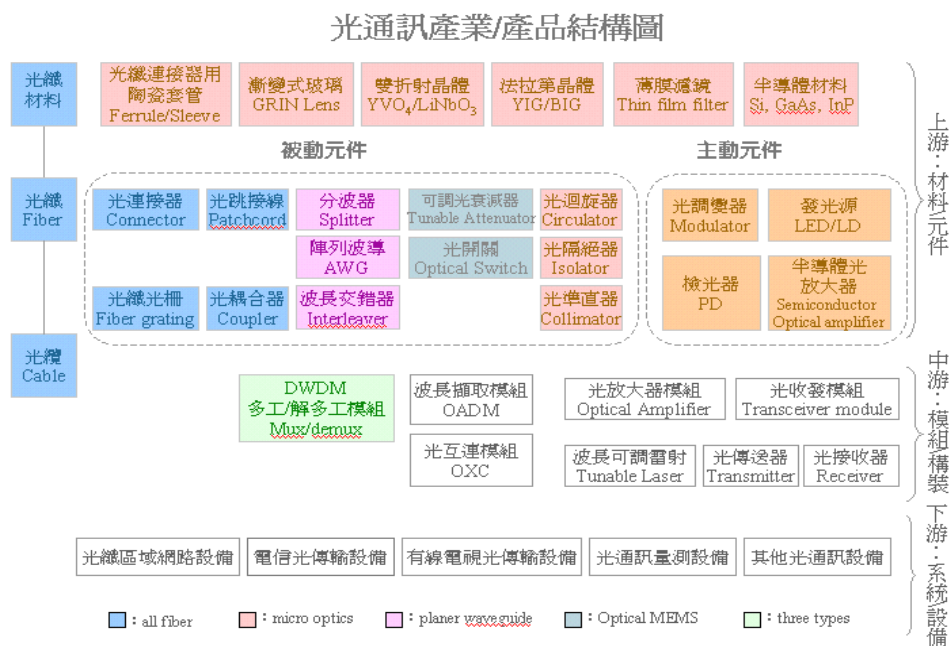 光通訊產業/產品結構圖
光纖
材料
光纖連接器用
陶瓷套管
Ferrule/Sleeve
漸變式玻璃
GRIN Lens
雙折射晶體
YVO4/LiNbO3
法拉第晶體
YIG/BIG
薄膜濾鏡
Thin film filter
半導體材料
Si, GaAs, InP
上游：材料元件
被動元件
主動元件
光纖
Fiber
光連接器
Connector
光跳接線
Patchcord
分波器
Splitter
可調光衰減器
Tunable Attenuator
光迴旋器
Circulator
光調變器
Modulator
發光源
LED/LD
陣列波導
AWG
光開關
Optical Switch
光隔絕器
Isolator
檢光器
PD
半導體光
放大器
Semiconductor
Optical amplifier
光纖光柵
Fiber grating
光耦合器
Coupler
波長交錯器
Interleaver
光準直器
Collimator
光纜
Cable
中游：模組構裝
DWDM
多工/解多工模組
Mux/demux
波長擷取模組
OADM
光放大器模組
Optical Amplifier
光收發模組
Transceiver module
光互連模組
OXC
波長可調雷射
Tunable Laser
光傳送器
Transmitter
光接收器
Receiver
下游：系統設備
光纖區域網路設備
電信光傳輸設備
有線電視光傳輸設備
光通訊量測設備
其他光通訊設備
：all fiber
：micro optics
：planer waveguide
：Optical MEMS
：three types